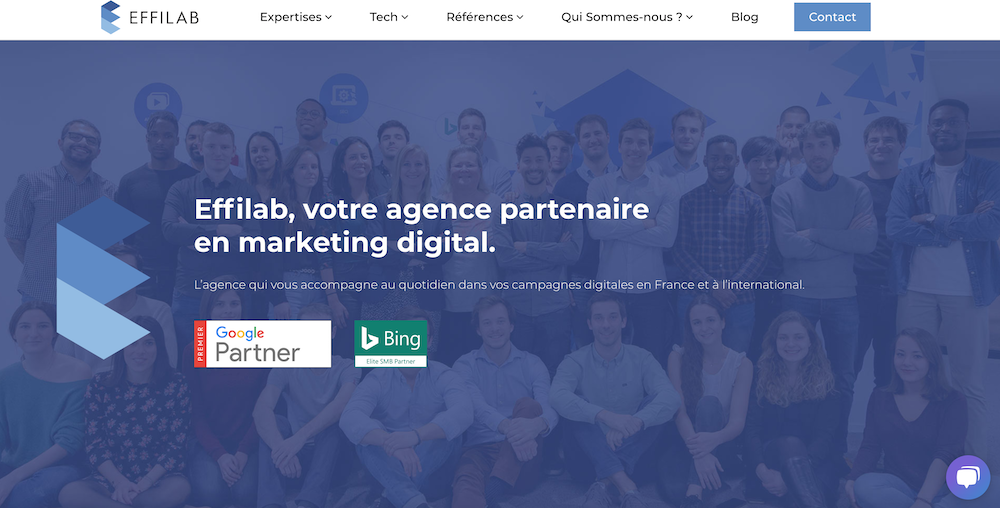 EFFILAB
Expertises
Tech
Références
Qui Sommes-nous ?
Blog
Contact
Effilab, votre agence partenaire
en marketing digital.
L'agence qui vous accompagne au quotidien dans vos campagnes digitales en France et à l'international.
PREMIER
Google
Partner
Bing
Elite SMB Partner